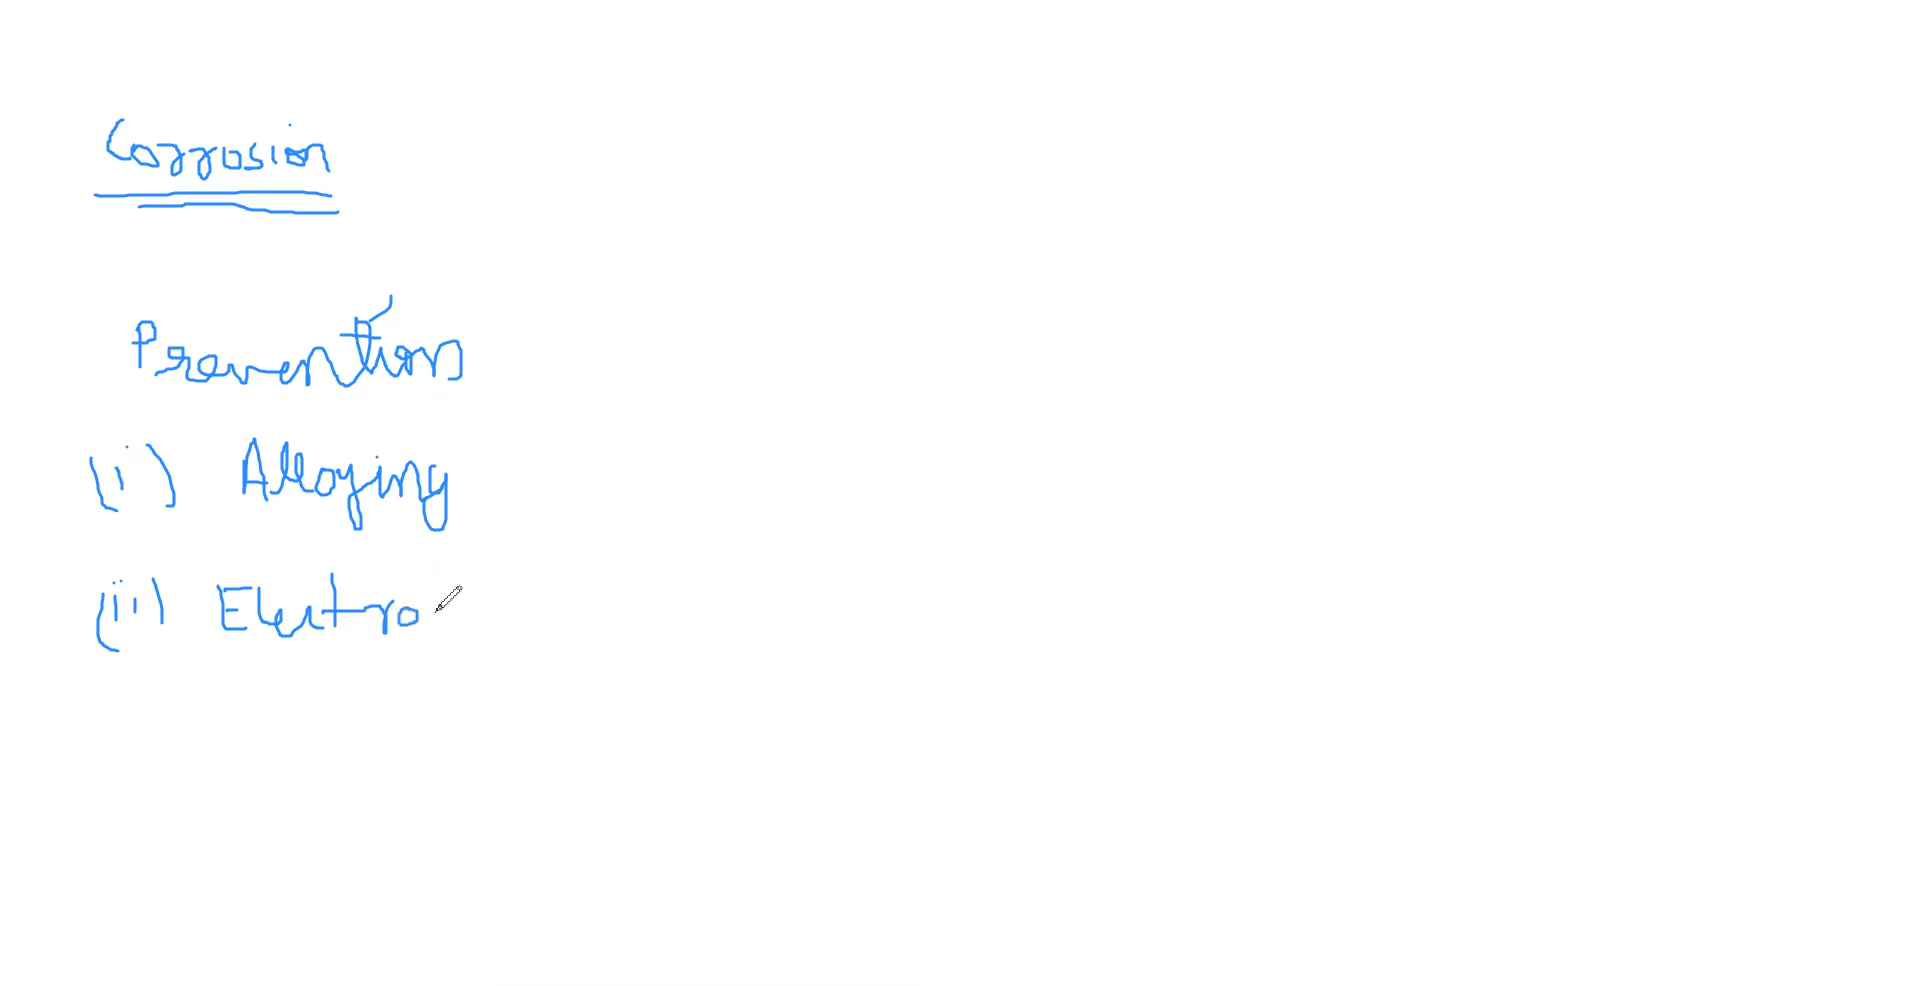 Corrosion
Prevention
(i) Alloying
(ii) Electro